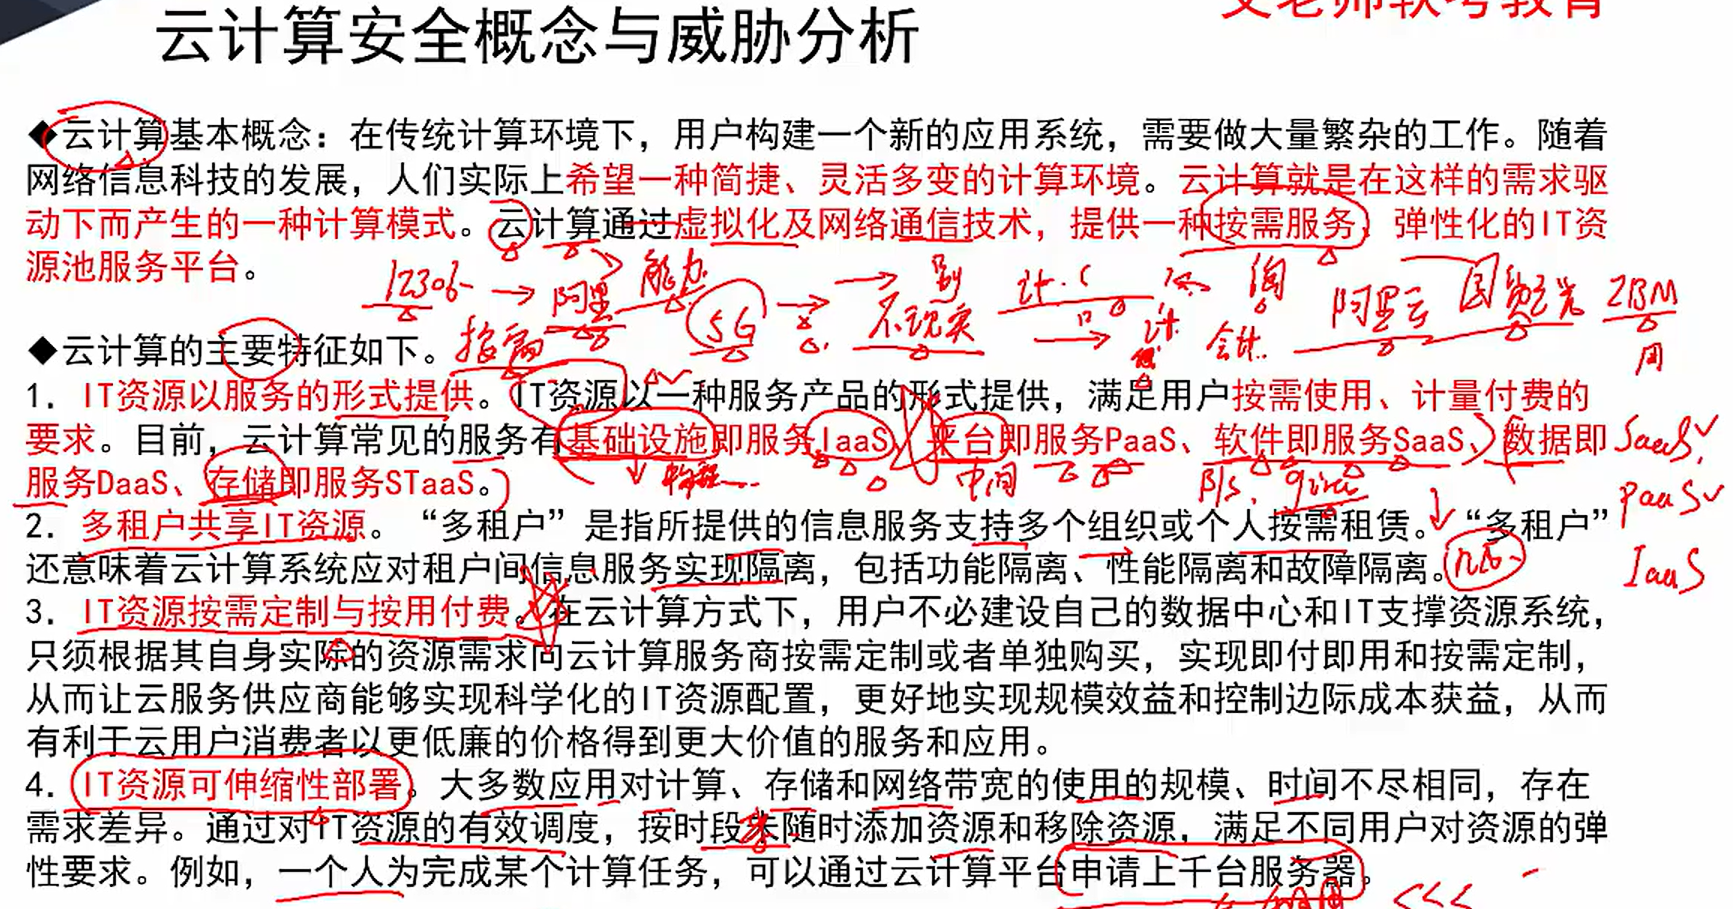 云计算安全概念与威胁分析
艾老师软考教育
◆云计算基本概念：在传统计算环境下，用户构建一个新的应用系统，需要做大量繁杂的工作。随着
网络信息科技的发展，人们实际上希望一种简捷、灵活多变的计算环境。云计算就是在这样的需求驱
动下而产生的一种计算模式。云计算通过虚拟化及网络通信技术，提供一种按需服务、弹性化的IT资
源池服务平台。
12306 → 阿里 能力 5G → 不现实 计 淘 阿里云 国 IBM
按需 用
◆云计算的主要特征如下。
1. IT资源以服务的形式提供。IT资源以一种服务产品的形式提供，满足用户按需使用、计量付费的
要求。目前，云计算常见的服务有基础设施即服务IaaS、平台即服务PaaS、软件即服务SaaS、数据即
SaaS
服务DaaS、存储即服务STaaS。
中间 B/S PaaS
2. 多租户共享IT资源。“多租户”是指所提供的信息服务支持多个组织或个人按需租赁。“多租户”
还意味着云计算系统应对租户间信息服务实现隔离，包括功能隔离、性能隔离和故障隔离。
IaaS
3. IT资源按需定制与按用付费。在云计算方式下，用户不必建设自己的数据中心和IT支撑资源系统，
只须根据其自身实际的资源需求向云计算服务商按需定制或者单独购买，实现即付即用和按需定制，
从而让云服务供应商能够实现科学化的IT资源配置，更好地实现规模效益和控制边际成本获益，从而
有利于云用户消费者以更低廉的价格得到更大价值的服务和应用。
4. IT资源可伸缩性部署。大多数应用对计算、存储和网络带宽的使用的规模、时间不尽相同，存在
需求差异。通过对IT资源的有效调度，按时段来随时添加资源和移除资源，满足不同用户对资源的弹
性要求。例如，一个人为完成某个计算任务，可以通过云计算平台申请上千台服务器。